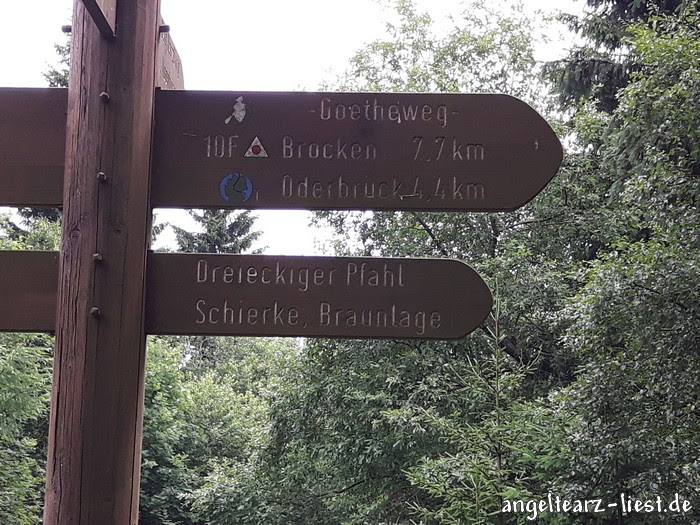 -Goetheweg-
10F Brocken 7,7 km
Oderbrück 4,4 km
Dreieckiger Pfahl
Schierke, Braunlage
angeltearz-liest.de